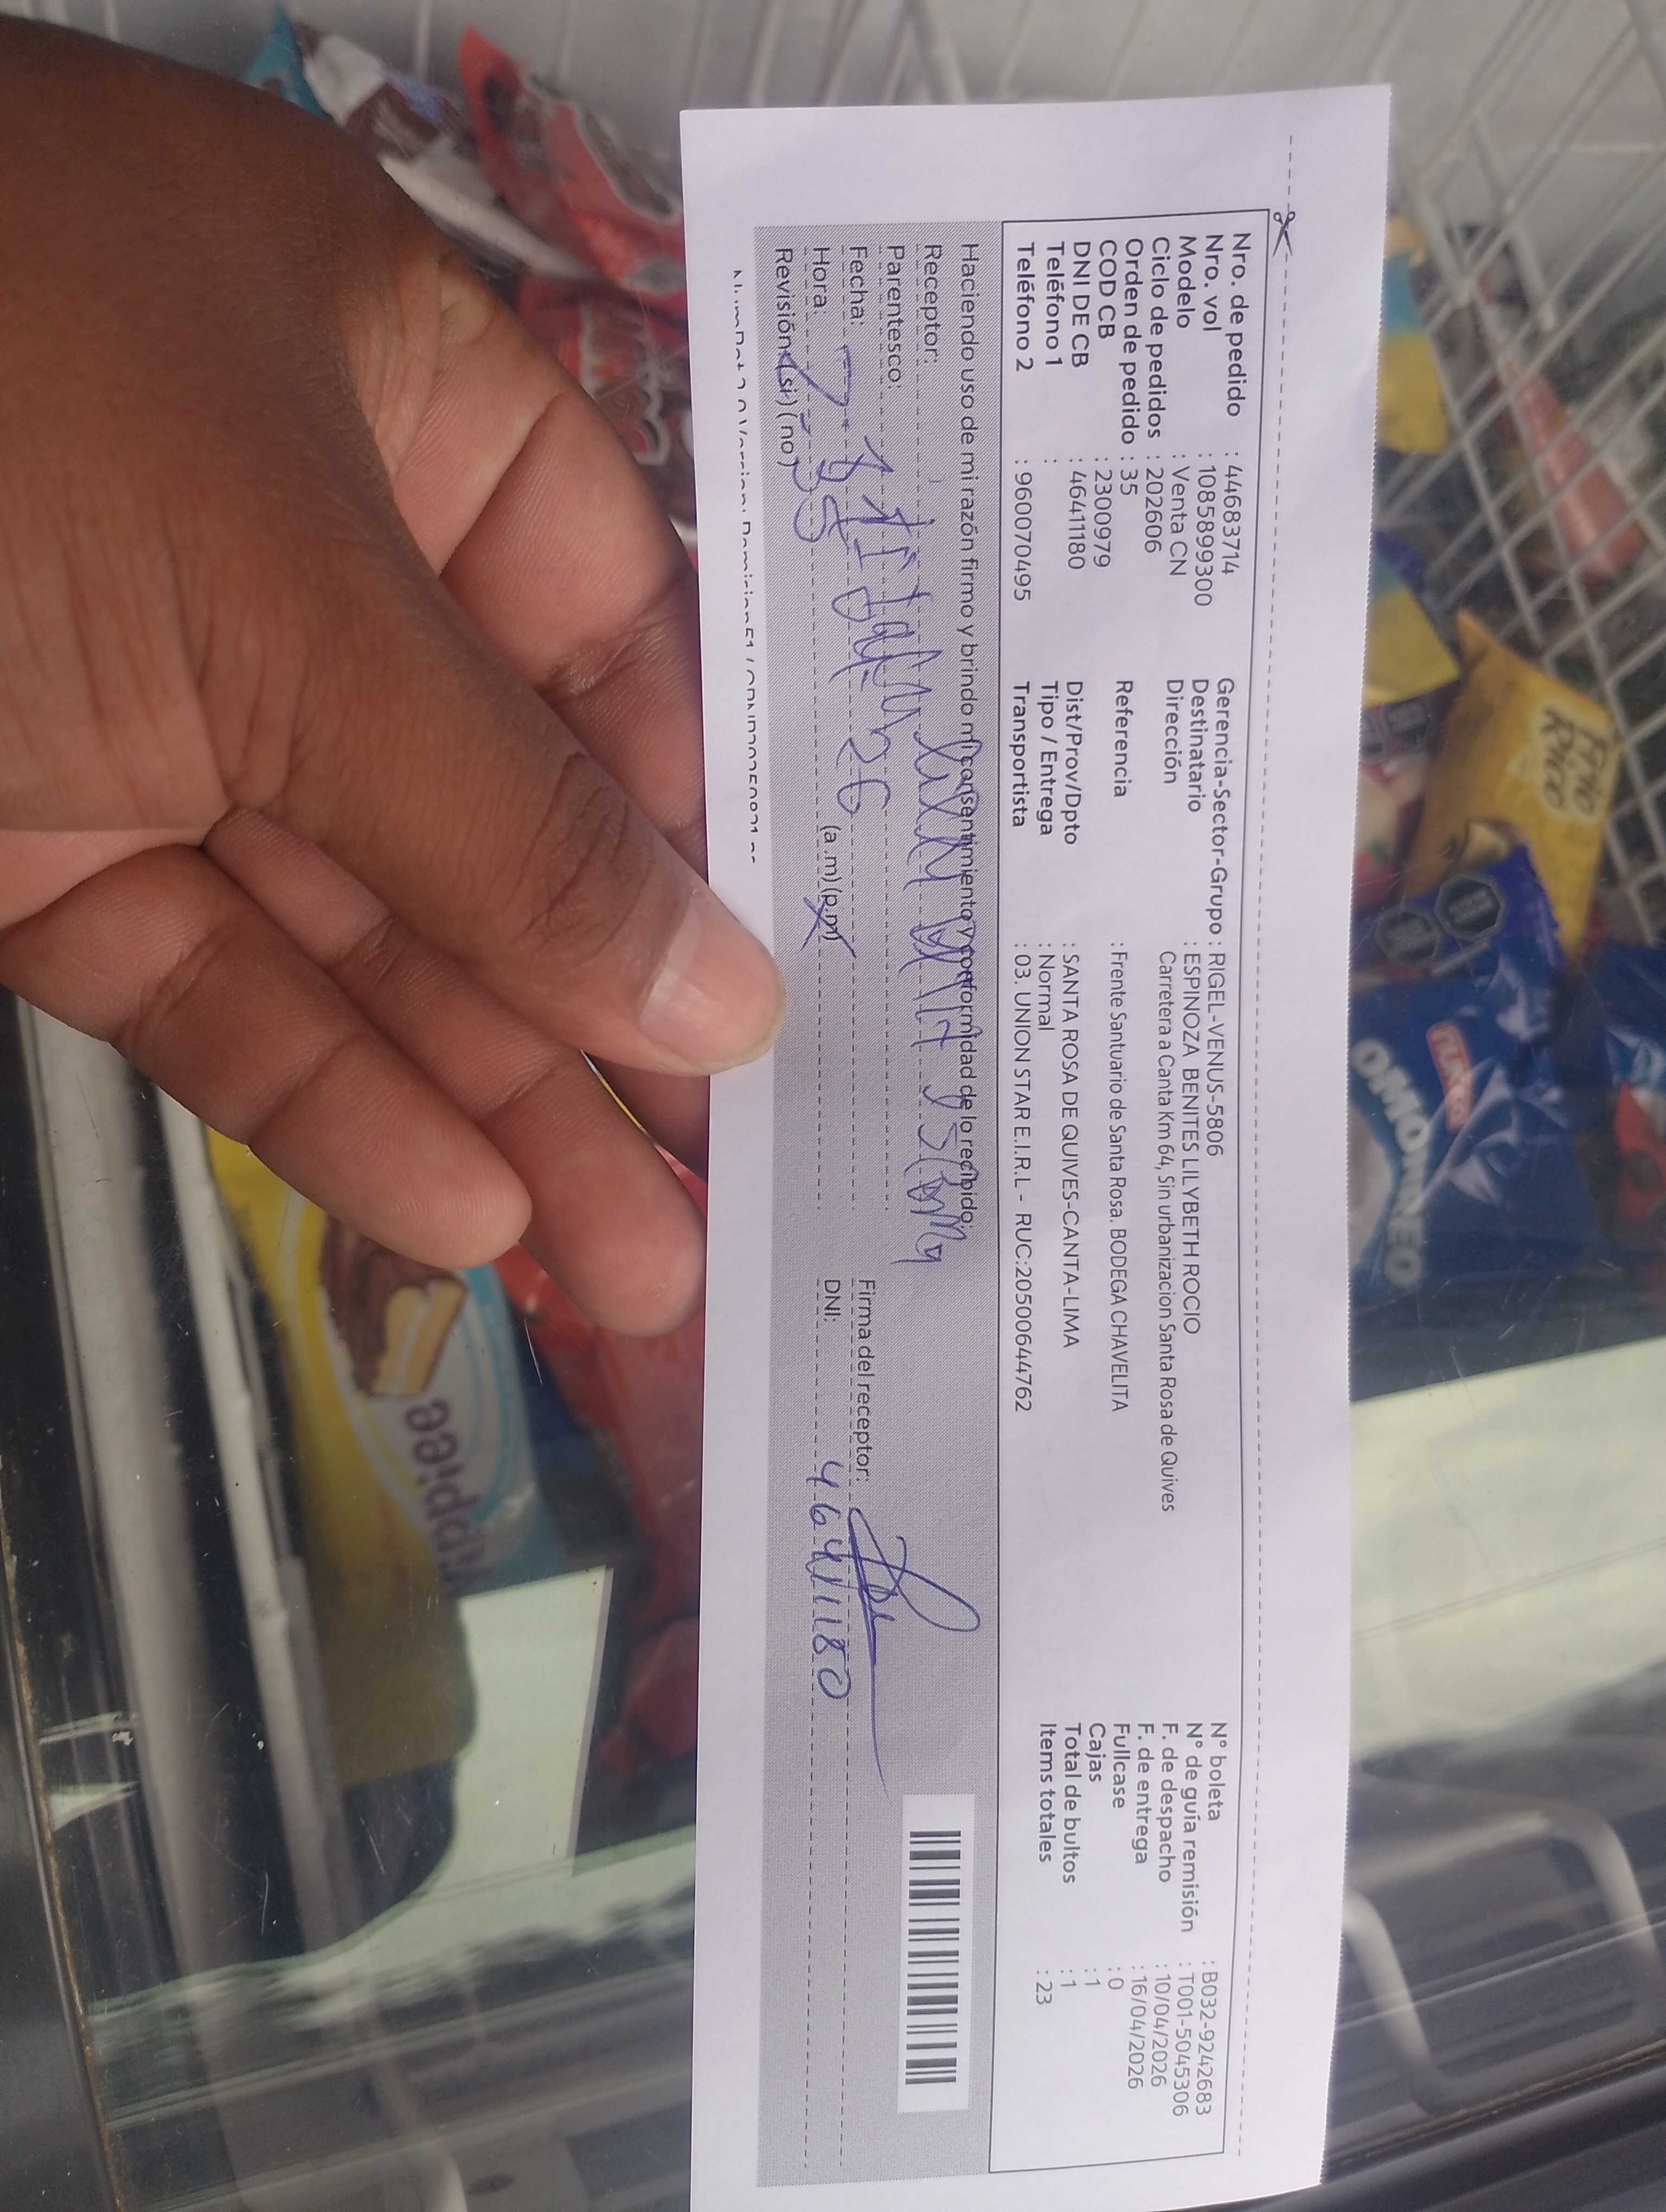 Nro. de pedido : 44683714
Nro. vol : 1085899300
Modelo : Venta CN
Ciclo de pedidos : 202606
Orden de pedido : 35
COD CB : 2300979
DNI DE CB : 46411180
Teléfono 1 :
Teléfono 2 : 960070495
Gerencia-Sector-Grupo : RIGEL-VENUS-5806
Destinatario : ESPINOZA BENITES LILYBETH ROCIO
Dirección Carretera a Canta Km 64, Sin urbanizacion Santa Rosa de Quives
Referencia : Frente Santuario de Santa Rosa. BODEGA CHAVELITA
Dist/Prov/Dpto : SANTA ROSA DE QUIVES-CANTA-LIMA
Tipo / Entrega : Normal
Transportista : 03. UNION STAR E.I.R.L - RUC:20500644762
N° boleta : B032-9242683
N° de guía remisión : T001-5045306
F. de despacho : 10/04/2026
F. de entrega : 16/04/2026
Fullcase : 0
Cajas : 1
Total de bultos : 1
Items totales : 23
Haciendo uso de mi razón firmo y brindo mi consentimiento y conformidad de lo recibido:
Receptor:
Parentesco:
Fecha: 26
Hora: (a.m) (p.m)
Revisión (si) (no)
Firma del receptor:
DNI: 46411180
Frio
Rico
COSTA